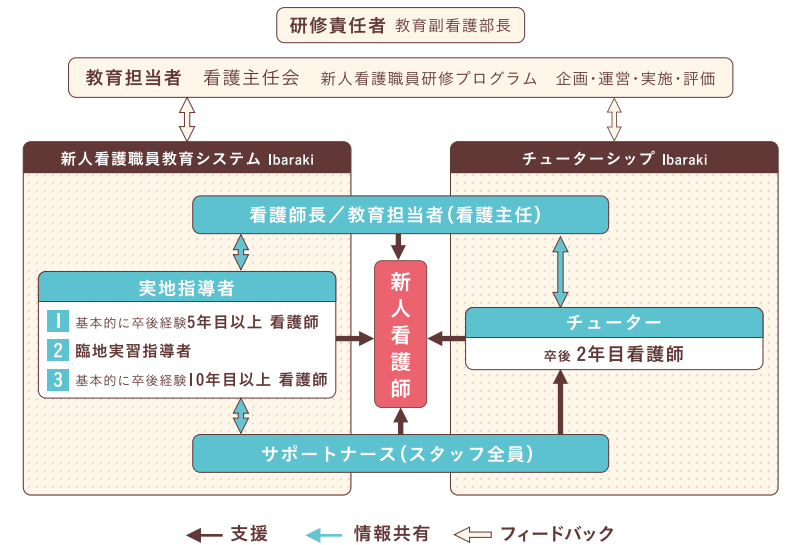 研修責任者 教育副看護部長
教育担当者 看護主任会 新人看護職員研修プログラム 企画・運営・実施・評価
新人看護職員教育システム Ibaraki
チューターシップ Ibaraki
看護師長／教育担当者(看護主任)
実地指導者
1 基本的に卒後経験5年目以上 看護師
2 臨地実習指導者
3 基本的に卒後経験10年目以上 看護師
新人看護師
チューター
卒後 2年目看護師
サポートナース(スタッフ全員)
支援 情報共有 フィードバック